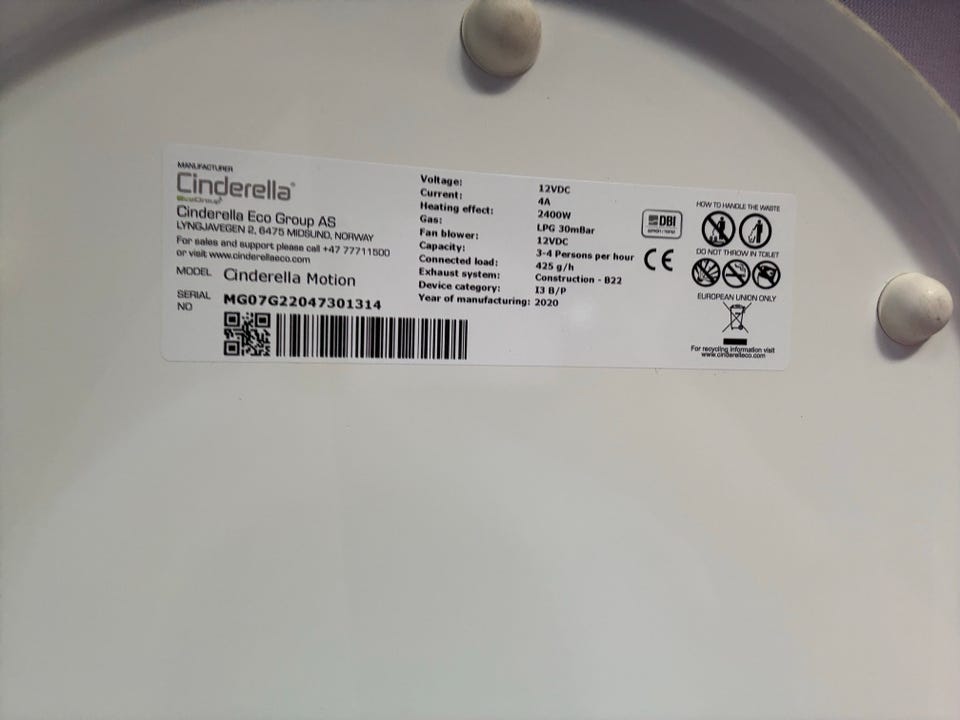 MANUFACTURER
Cinderella®
EcoGroup
Cinderella Eco Group AS
LYNGJAVEGEN 2, 6475 MIDSUND, NORWAY
For sales and support please call +47 77711500
or visit www.cinderellaeco.com
MODEL Cinderella Motion
SERIAL NO MG07G22047301314
Voltage: 12VDC
Current: 4A
Heating effect: 2400W
Gas: LPG 30mBar
Fan blower: 12VDC
Capacity: 3-4 Persons per hour
Connected load: 425 g/h
Exhaust system: Construction - B22
Device category: I3 B/P
Year of manufacturing: 2020
DBI
CE
HOW TO HANDLE THE WASTE
DO NOT THROW IN TOILET
EUROPEAN UNION ONLY
For recycling information visit
www.cinderellaeco.com